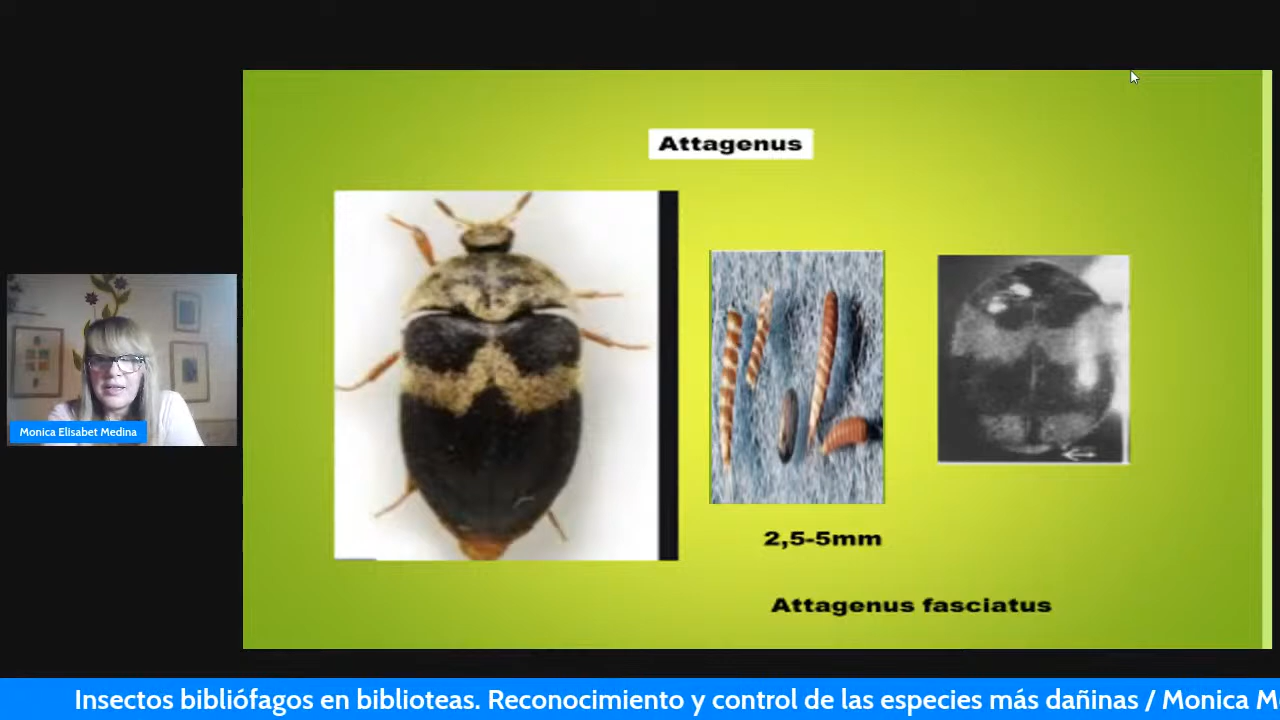 Attagenus
2,5-5mm
Attagenus fasciatus
Monica Elisabet Medina
Insectos bibliófagos en biblioteas. Reconocimiento y control de las especies más dañinas / Monica M